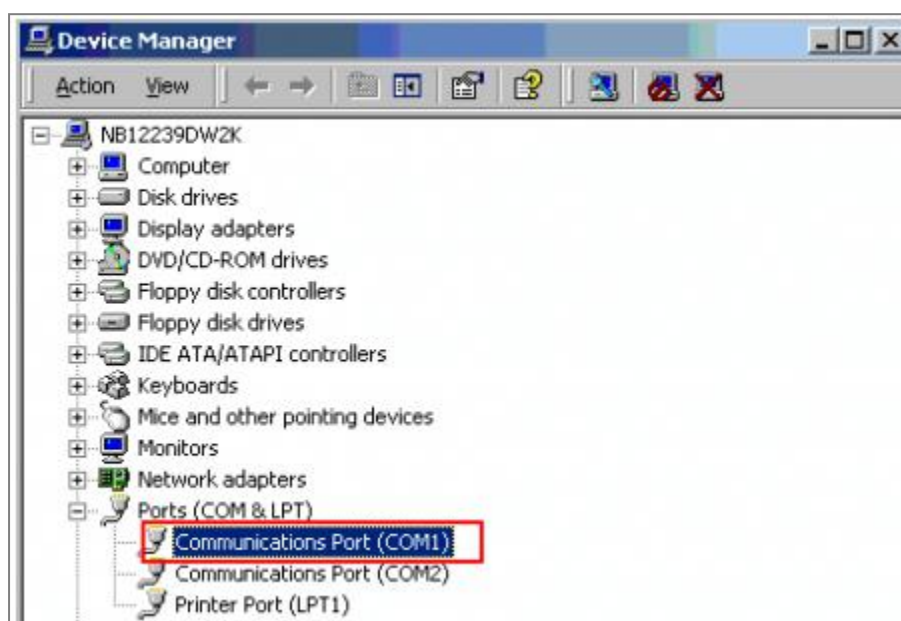 Device Manager
Action View
NB12239DW2K
Computer
Disk drives
Display adapters
DVD/CD-ROM drives
Floppy disk controllers
Floppy disk drives
IDE ATA/ATAPI controllers
Keyboards
Mice and other pointing devices
Monitors
Network adapters
Ports (COM & LPT)
Communications Port (COM1)
Communications Port (COM2)
Printer Port (LPT1)